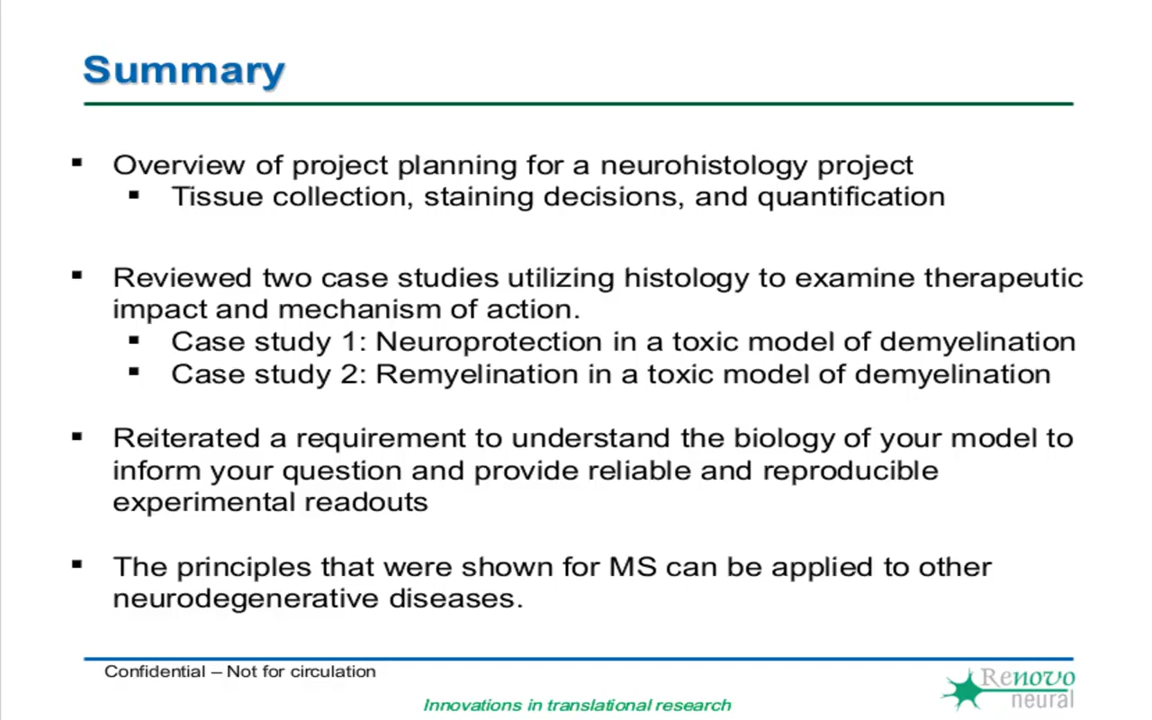 Summary
▪ Overview of project planning for a neurohistology project
▪ Tissue collection, staining decisions, and quantification
▪ Reviewed two case studies utilizing histology to examine therapeutic
impact and mechanism of action.
▪ Case study 1: Neuroprotection in a toxic model of demyelination
▪ Case study 2: Remyelination in a toxic model of demyelination
▪ Reiterated a requirement to understand the biology of your model to
inform your question and provide reliable and reproducible
experimental readouts
▪ The principles that were shown for MS can be applied to other
neurodegenerative diseases.
Confidential – Not for circulation
Innovations in translational research
Renovo
neural